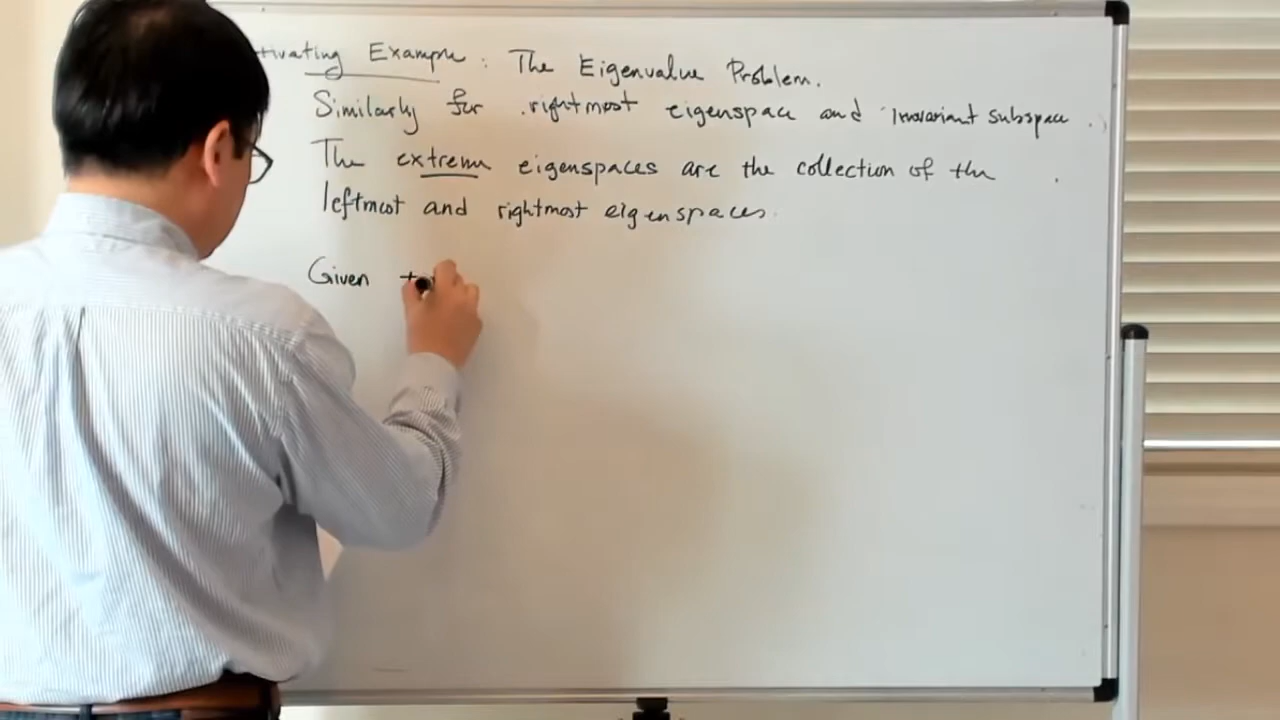 tivating Example : The Eigenvalue Problem.
Similarly for rightmost eigenspace and invariant subspace.
The extreme eigenspaces are the collection of the
leftmost and rightmost eigenspaces.
Given